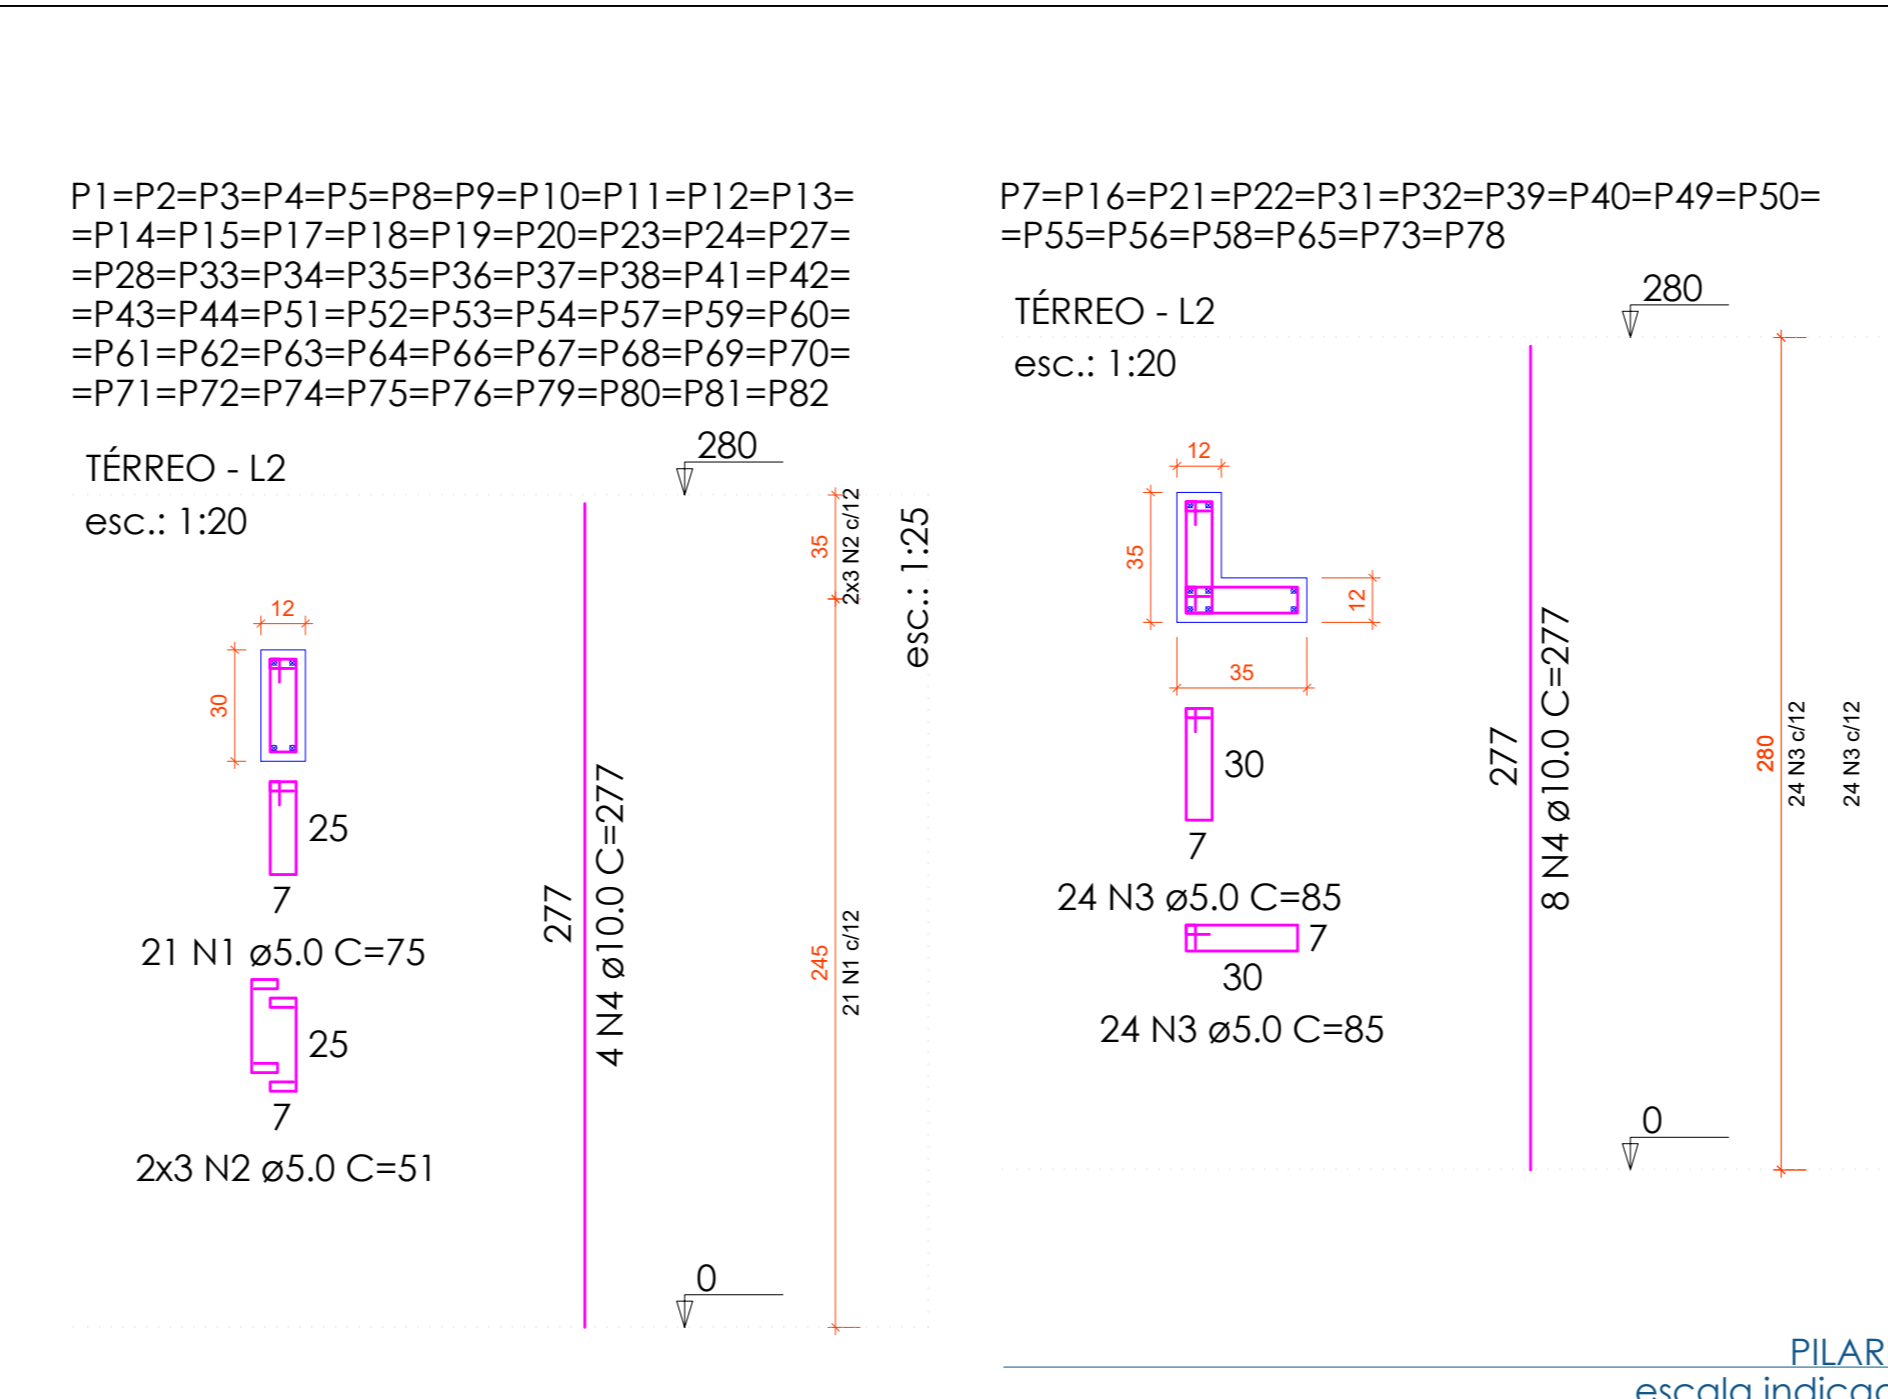 P1=P2=P3=P4=P5=P8=P9=P10=P11=P12=P13=
=P14=P15=P17=P18=P19=P20=P23=P24=P27=
=P28=P33=P34=P35=P36=P37=P38=P41=P42=
=P43=P44=P51=P52=P53=P54=P57=P59=P60=
=P61=P62=P63=P64=P66=P67=P68=P69=P70=
=P71=P72=P74=P75=P76=P79=P80=P81=P82
TÉRREO - L2
esc.: 1:20
280
12
30
25
7
21 N1 ø5.0 C=75
25
7
2x3 N2 ø5.0 C=51
277
4 N4 ø10.0 C=277
35
2x3 N2 c/12
245
21 N1 c/12
esc.: 1:25
0
P7=P16=P21=P22=P31=P32=P39=P40=P49=P50=
=P55=P56=P58=P65=P73=P78
TÉRREO - L2
esc.: 1:20
280
12
35
12
35
30
7
24 N3 ø5.0 C=85
7
30
24 N3 ø5.0 C=85
277
8 N4 ø10.0 C=277
280
24 N3 c/12
24 N3 c/12
0
PILAR
escala indicad